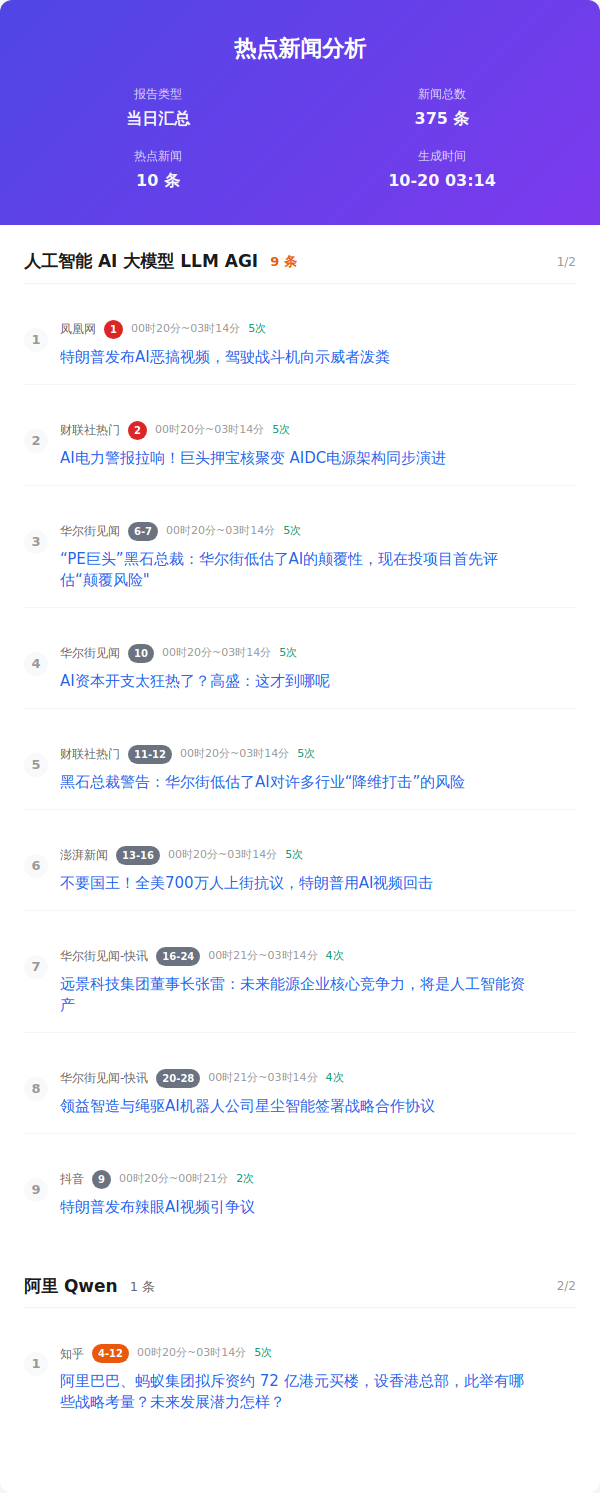 热点新闻分析
报告类型
新闻总数
当日汇总
375 条
热点新闻
生成时间
10 条
10-20 03:14
人工智能 AI 大模型 LLM AGI 9 条 1/2
1
凤凰网 1 00时20分~03时14分 5次
特朗普发布AI恶搞视频，驾驶战斗机向示威者泼粪
2
财联社热门 2 00时20分~03时14分 5次
AI电力警报拉响！巨头押宝核聚变 AIDC电源架构同步演进
3
华尔街见闻 6-7 00时20分~03时14分 5次
“PE巨头”黑石总裁：华尔街低估了AI的颠覆性，现在投项目首先评
估“颠覆风险"
4
华尔街见闻 10 00时20分~03时14分 5次
AI资本开支太狂热了？高盛：这才到哪呢
5
财联社热门 11-12 00时20分~03时14分 5次
黑石总裁警告：华尔街低估了AI对许多行业“降维打击”的风险
6
澎湃新闻 13-16 00时20分~03时14分 5次
不要国王！全美700万人上街抗议，特朗普用AI视频回击
7
华尔街见闻-快讯 16-24 00时21分~03时14分 4次
远景科技集团董事长张雷：未来能源企业核心竞争力，将是人工智能资
产
8
华尔街见闻-快讯 20-28 00时21分~03时14分 4次
领益智造与绳驱AI机器人公司星尘智能签署战略合作协议
9
抖音 9 00时20分~00时21分 2次
特朗普发布辣眼AI视频引争议
阿里 Qwen 1 条 2/2
1
知乎 4-12 00时20分~03时14分 5次
阿里巴巴、蚂蚁集团拟斥资约 72 亿港元买楼，设香港总部，此举有哪
些战略考量？未来发展潜力怎样？